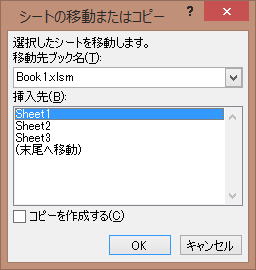 シートの移動またはコピー ? ×
選択したシートを移動します。
移動先ブック名(T):
Book1.xlsm
挿入先(B):
Sheet1
Sheet2
Sheet3
(末尾へ移動)
コピーを作成する(C)
OK キャンセル